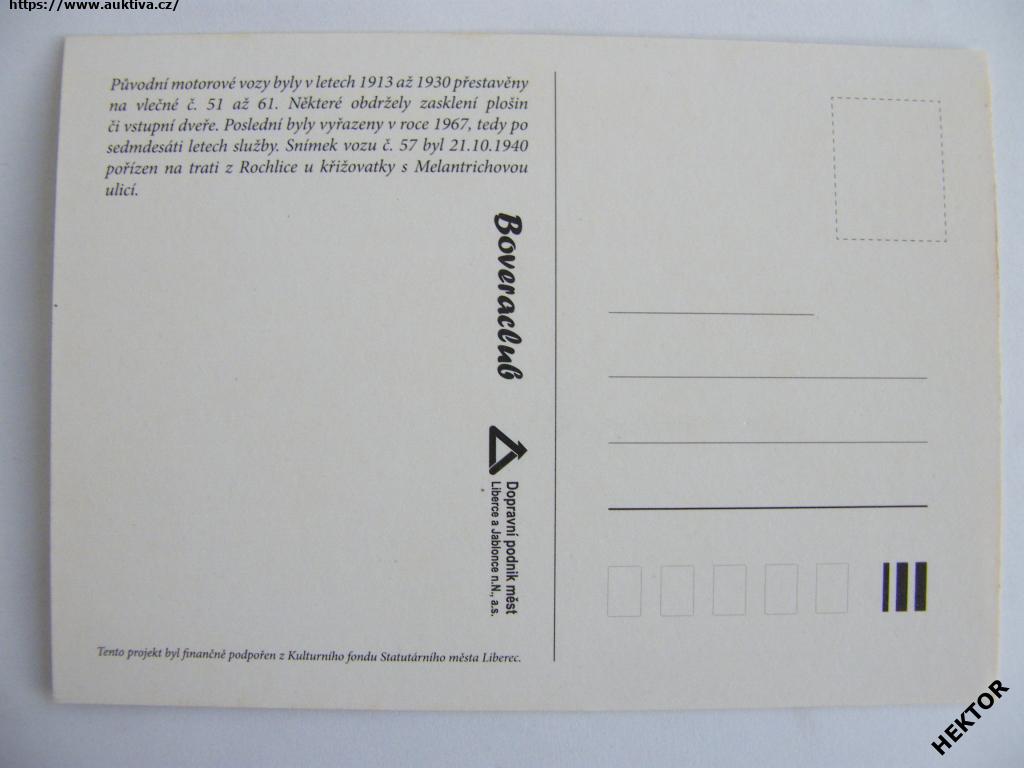 https://www.auktiva.cz/
Původní motorové vozy byly v letech 1913 až 1930 přestavěny
na vlečné č. 51 až 61. Některé obdržely zasklení plošin
či vstupní dveře. Poslední byly vyřazeny v roce 1967, tedy po
sedmdesáti letech služby. Snímek vozu č. 57 byl 21.10.1940
pořízen na trati z Rochlice u křižovatky s Melantrichovou
ulicí.
Boveraclub
Dopravní podnik měst
Liberce a Jablonce n.N., a.s.
Tento projekt byl finančně podpořen z Kulturního fondu Statutárního města Liberec.
HEKTOR